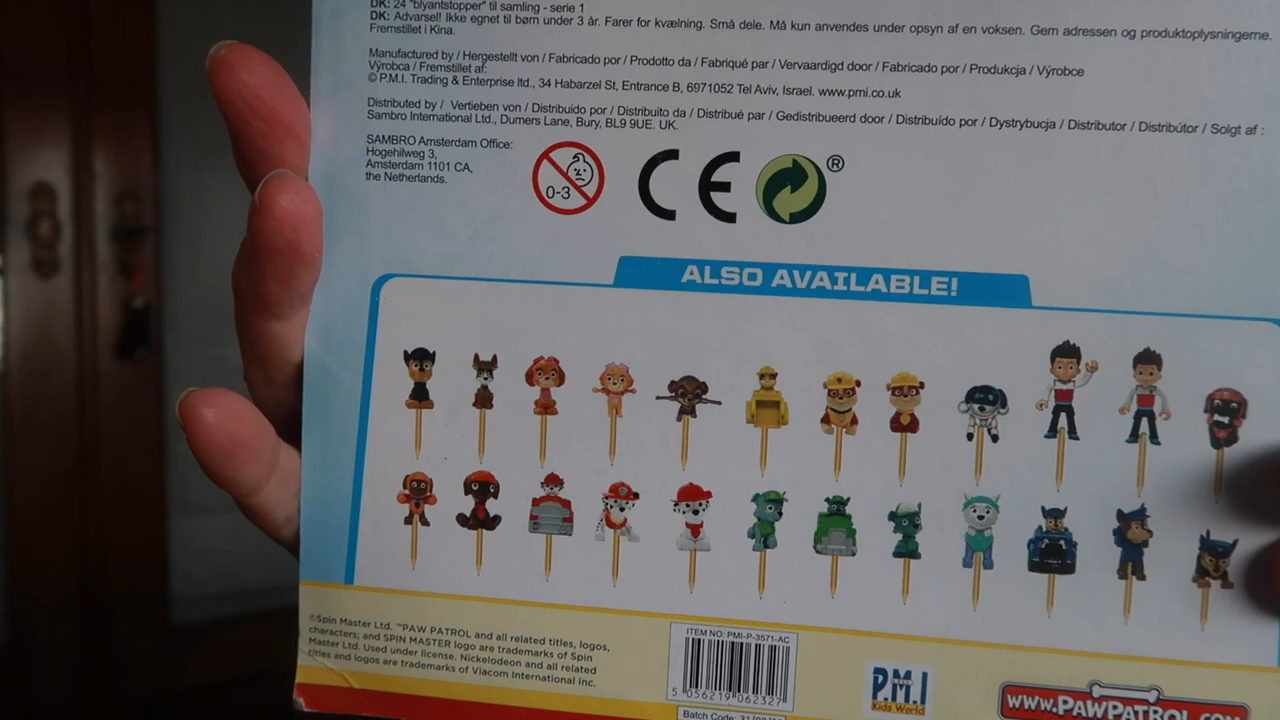 DK: 24 "blyantstopper" til samling - serie 1
DK: Advarsel! Ikke egnet til børn under 3 år. Farer for kvælning. Små dele. Må kun anvendes under opsyn af en voksen. Gem adressen og produktoplysningerne.
Fremstillet i Kina.
Manufactured by / Hergestellt von / Fabricado por / Prodotto da / Fabriqué par / Vervaardigd door / Fabricado por / Produkcja / Výrobce
Výrobca / Fremstillet af:
© P.M.I. Trading & Enterprise ltd., 34 Habarzel St, Entrance B, 6971052 Tel Aviv, Israel. www.pmi.co.uk
Distributed by / Vertieben von / Distribuido por / Distribuito da / Distribué par / Gedistribueerd door / Distribuído por / Dystrybucja / Distributor / Distribútor / Solgt af :
Sambro International Ltd., Dumers Lane, Bury, BL9 9UE. UK.
SAMBRO Amsterdam Office:
Hogehilweg 3,
Amsterdam 1101 CA,
the Netherlands.
0-3
CE
®
ALSO AVAILABLE!
©Spin Master Ltd. ™PAW PATROL and all related titles, logos,
characters; and SPIN MASTER logo are trademarks of Spin
Master Ltd. Used under license. Nickelodeon and all related
titles and logos are trademarks of Viacom International Inc.
ITEM NO: PMI-P-3571-AC
5 056219 062327
Batch Code: 31/08/
P.M.I
Kids World
www.PAWPATROL.com